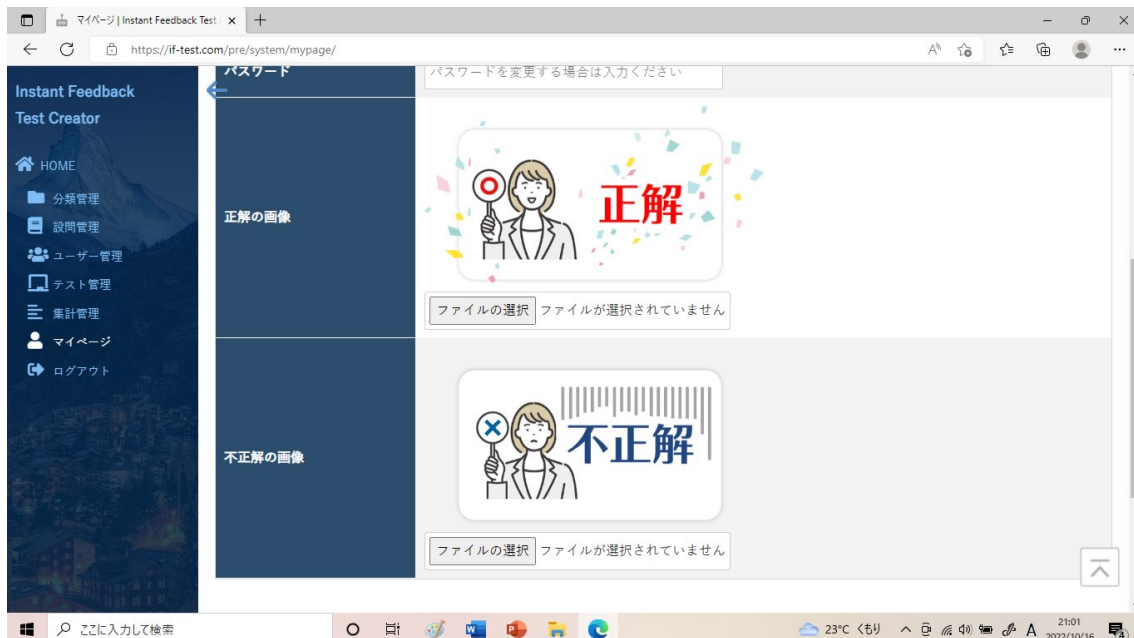 マイページ | Instant Feedback Test
https://if-test.com/pre/system/mypage/
Instant Feedback
Test Creator
HOME
分類管理
設問管理
ユーザー管理
テスト管理
集計管理
マイページ
ログアウト
パスワード
パスワードを変更する場合は入力ください
正解の画像
正解
ファイルの選択 ファイルが選択されていません
不正解の画像
不正解
ファイルの選択 ファイルが選択されていません
ここに入力して検索
23°C くもり
A
21:01
2022/10/16